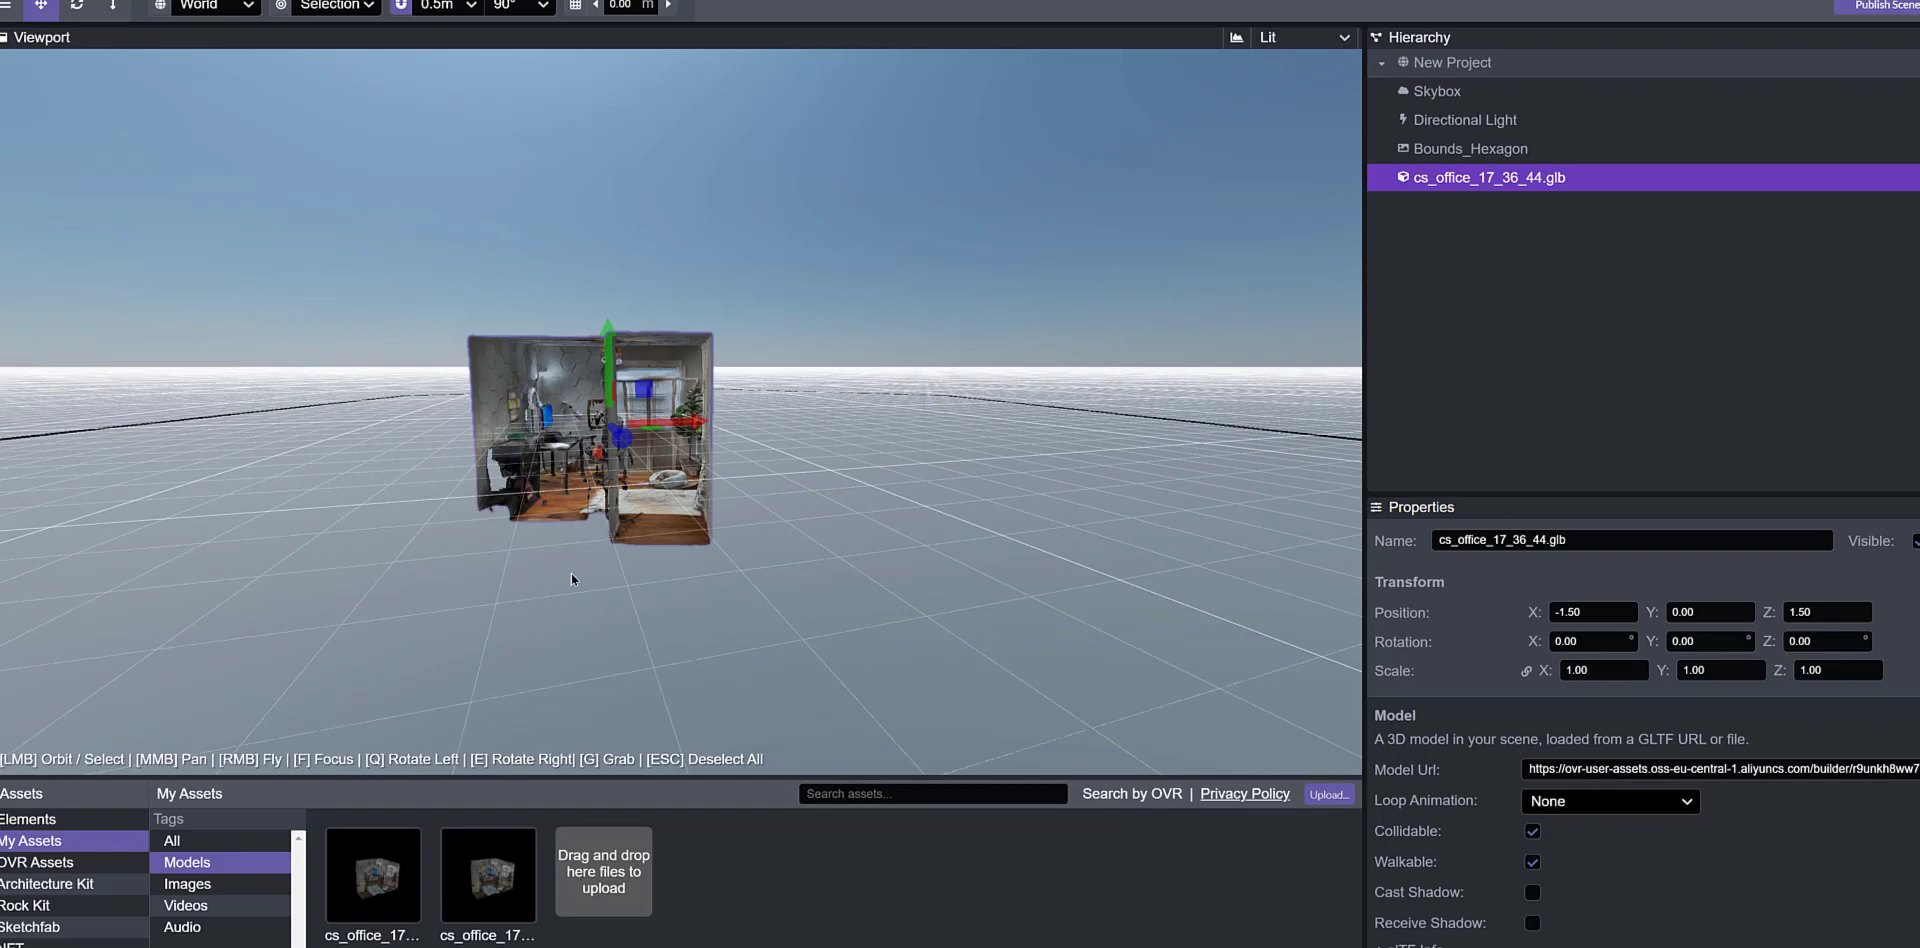 World
Selection
0.5m
90°
0.00 m
Publish Scene
Viewport
Lit
Hierarchy
New Project
Skybox
Directional Light
Bounds_Hexagon
cs_office_17_36_44.glb
[LMB] Orbit / Select | [MMB] Pan | [RMB] Fly | [F] Focus | [Q] Rotate Left | [E] Rotate Right| [G] Grab | [ESC] Deselect All
Properties
Name: cs_office_17_36_44.glb Visible:
Transform
Position: X: -1.50 Y: 0.00 Z: 1.50
Rotation: X: 0.00 ° Y: 0.00 ° Z: 0.00 °
Scale: X: 1.00 Y: 1.00 Z: 1.00
Model
A 3D model in your scene, loaded from a GLTF URL or file.
Model Url: https://ovr-user-assets.oss-eu-central-1.aliyuncs.com/builder/r9unkh8ww7
Loop Animation: None
Collidable:
Walkable:
Cast Shadow:
Receive Shadow:
Assets
Elements
My Assets
OVR Assets
Architecture Kit
Rock Kit
Sketchfab
My Assets
Search assets...
Search by OVR | Privacy Policy
Upload...
Tags
All
Models
Images
Videos
Audio
cs_office_17...
cs_office_17...
Drag and drop
here files to
upload